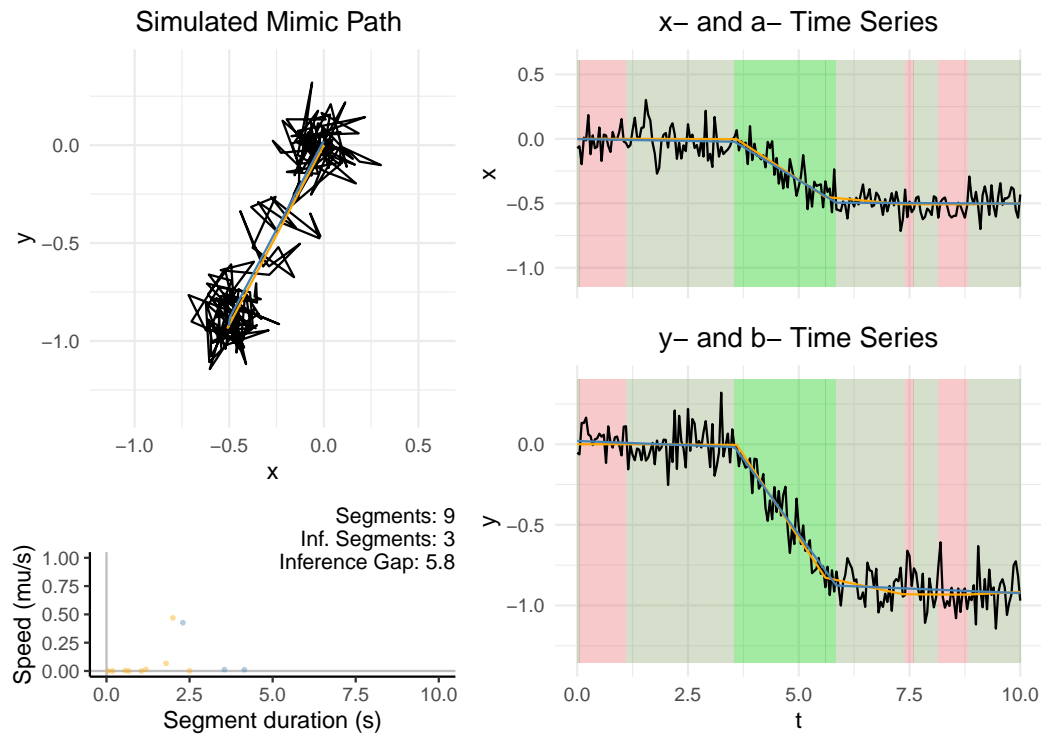 Simulated Mimic Path
0.0
−0.5
−1.0
y
−1.0
−0.5
0.0
0.5
x
Segments: 9
Inf. Segments: 3
Inference Gap: 5.8
1.00
0.75
0.50
0.25
0.00
Speed (mu/s)
0.0
2.5
5.0
7.5
10.0
Segment duration (s)
x− and a− Time Series
0.5
0.0
−0.5
−1.0
x
y− and b− Time Series
0.0
−0.5
−1.0
y
0.0
2.5
5.0
7.5
10.0
t